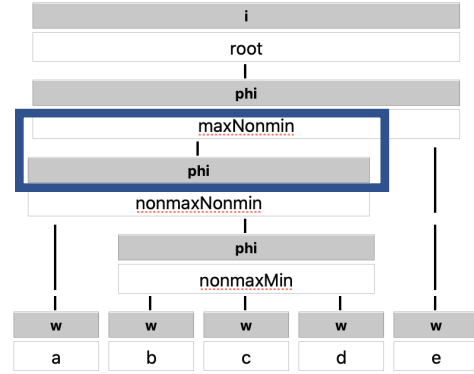 i
root
phi
maxNonmin
phi
nonmaxNonmin
phi
nonmaxMin
w w w w w
a b c d e